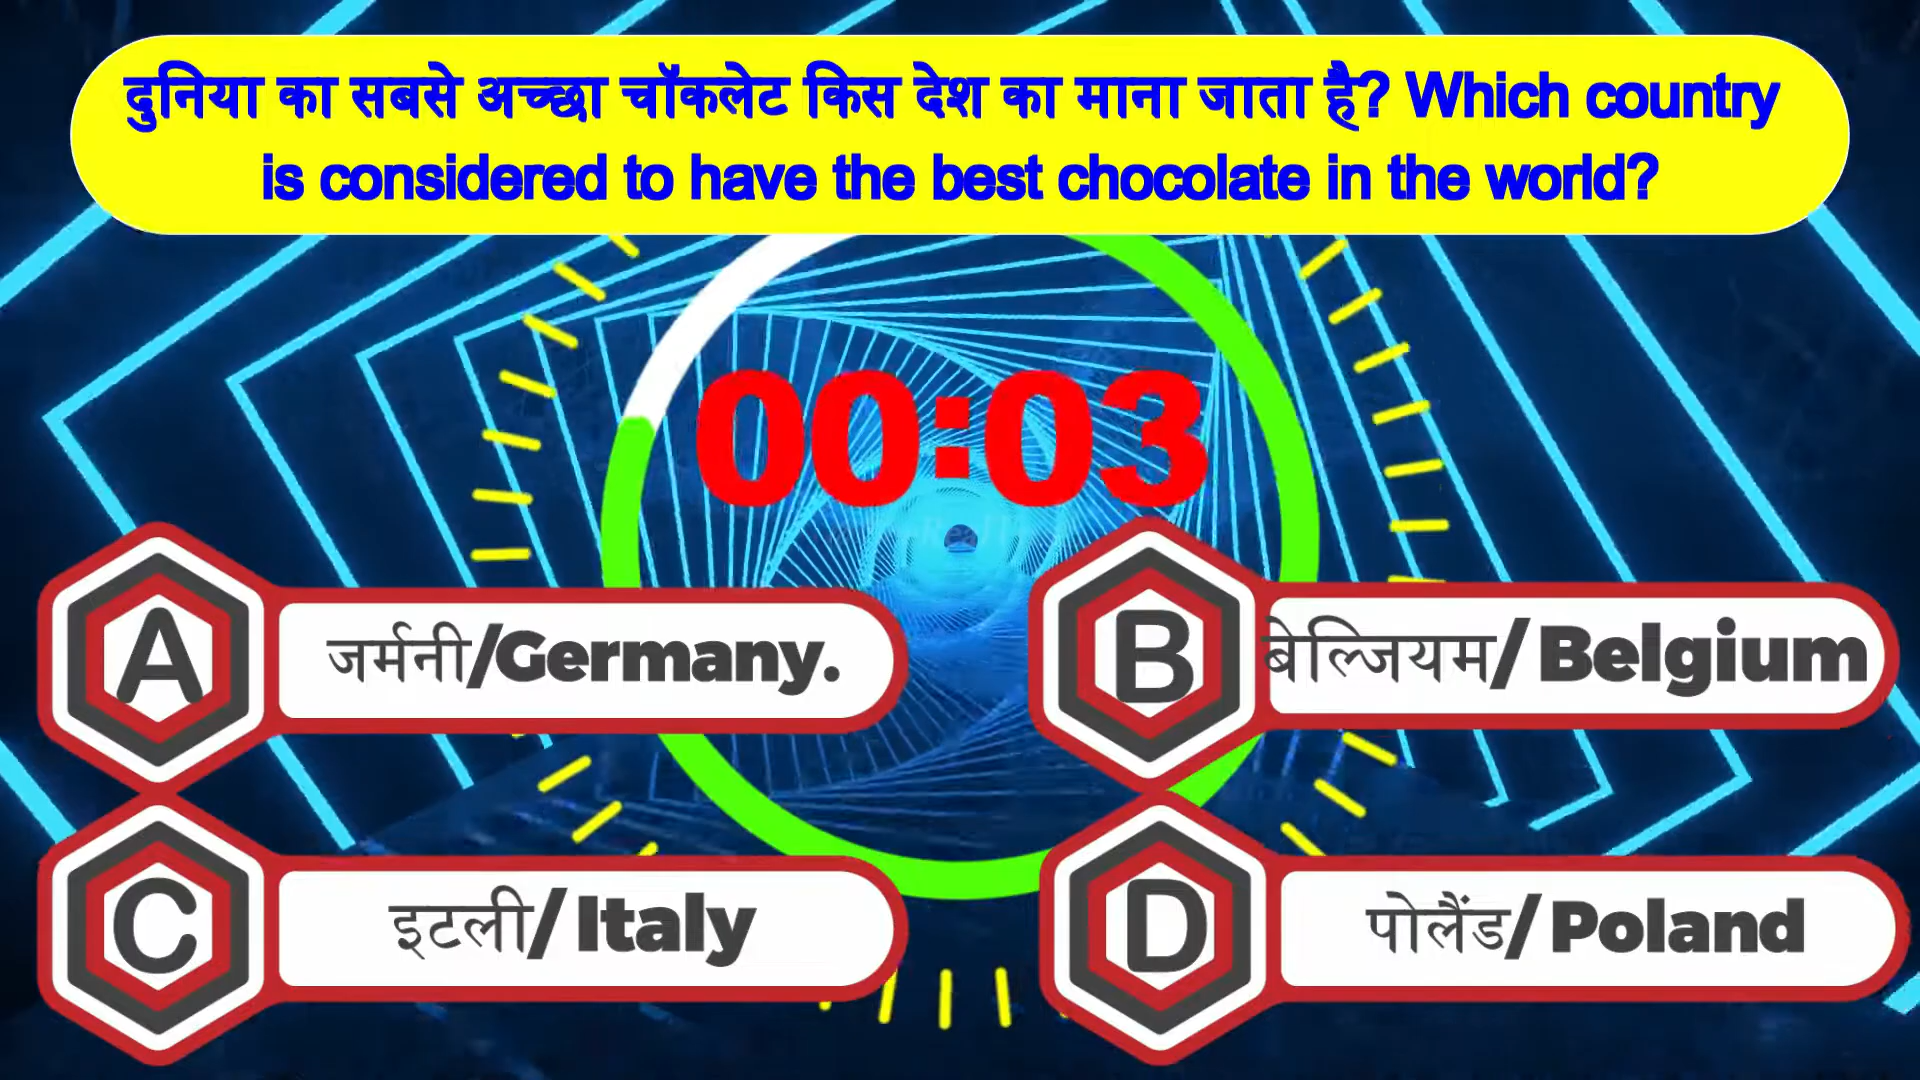 दुनिया का सबसे अच्छा चॉकलेट किस देश का माना जाता है? Which country
is considered to have the best chocolate in the world?
00:03
A जर्मनी/Germany.
B बेल्जियम/Belgium
C इटली/Italy
D पोलैंड/Poland